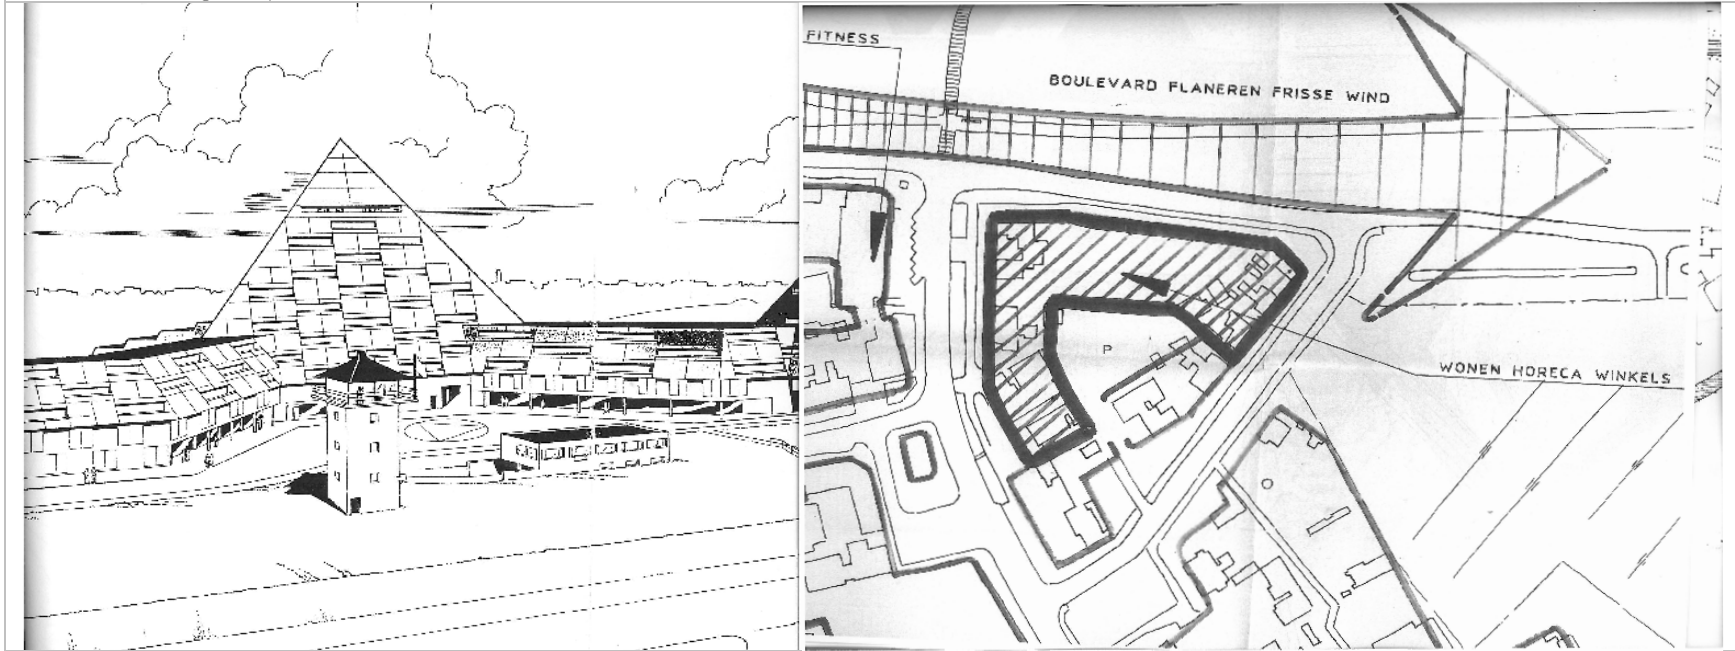 FITNESS
BOULEVARD FLANEREN FRISSE WIND
P
WONEN HORECA WINKELS